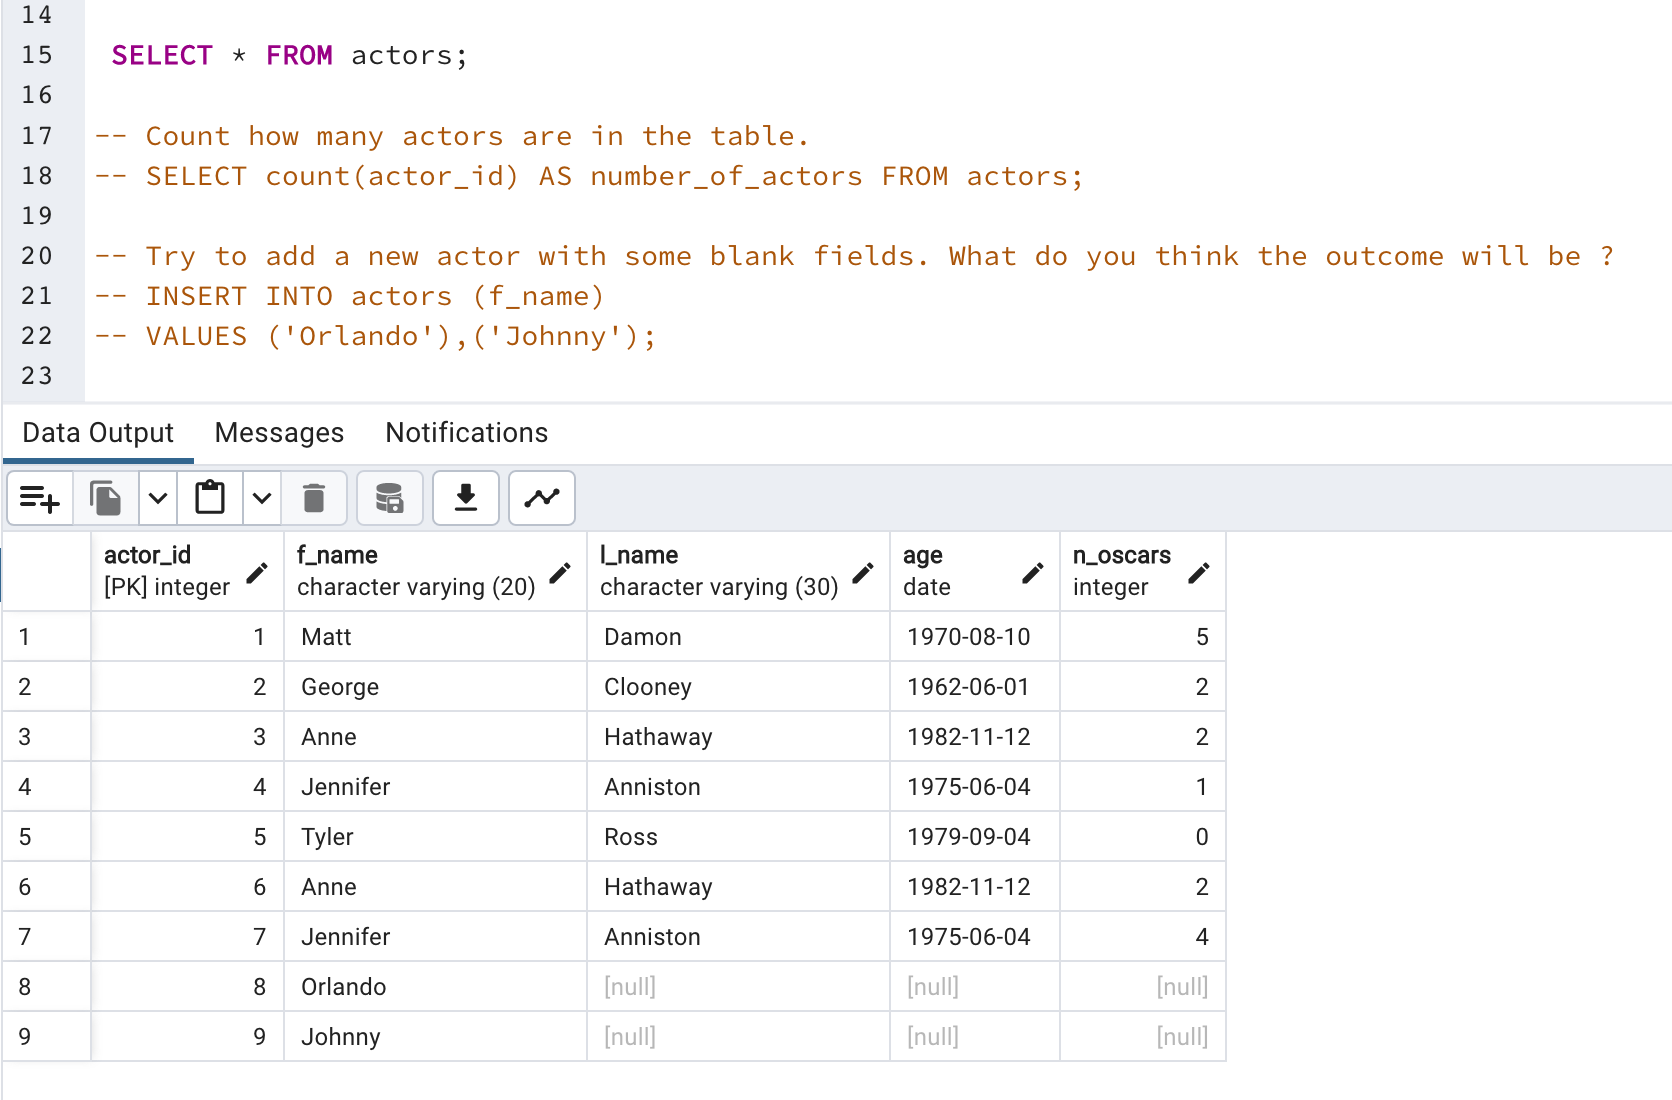 14
15 SELECT * FROM actors;
16
17 -- Count how many actors are in the table.
18 -- SELECT count(actor_id) AS number_of_actors FROM actors;
19
20 -- Try to add a new actor with some blank fields. What do you think the outcome will be ?
21 -- INSERT INTO actors (f_name)
22 -- VALUES ('Orlando'),('Johnny');
23
Data Output Messages Notifications
actor_id f_name l_name age n_oscars
[PK] integer character varying (20) character varying (30) date integer
1 1 Matt Damon 1970-08-10 5
2 2 George Clooney 1962-06-01 2
3 3 Anne Hathaway 1982-11-12 2
4 4 Jennifer Anniston 1975-06-04 1
5 5 Tyler Ross 1979-09-04 0
6 6 Anne Hathaway 1982-11-12 2
7 7 Jennifer Anniston 1975-06-04 4
8 8 Orlando [null] [null] [null]
9 9 Johnny [null] [null] [null]